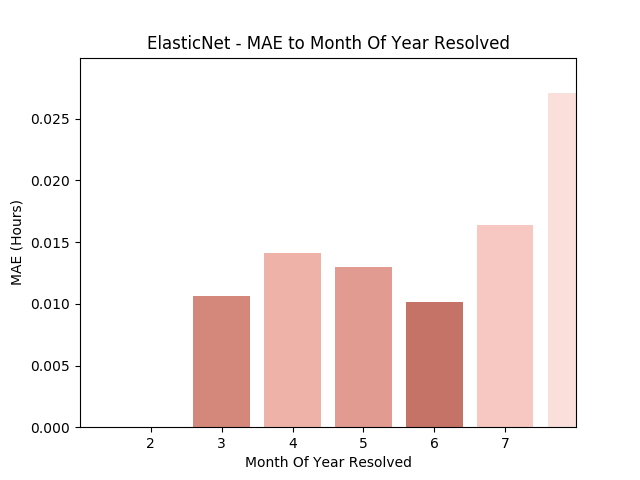 ElasticNet - MAE to Month Of Year Resolved
MAE (Hours)
0.025
0.020
0.015
0.010
0.005
0.000
2 3 4 5 6 7
Month Of Year Resolved